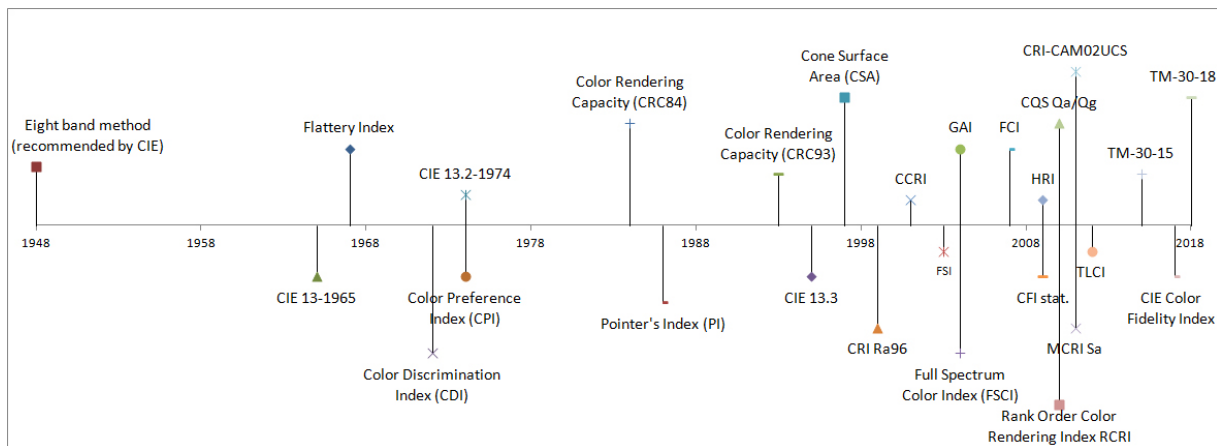 CRI-CAM02UCS
Cone Surface
Area (CSA)
TM-30-18
Color Rendering
Capacity (CRC84)
CQS Qa/Qg
Eight band method
(recommended by CIE)
Flattery Index
GAI
FCI
Color Rendering
Capacity (CRC93)
TM-30-15
CIE 13.2-1974
CCRI
HRI
1948
1958
1968
1978
1988
1998
2008
2018
FSI
TLCI
CIE 13-1965
Color Preference
Index (CPI)
CIE 13.3
CFI stat.
CIE Color
Fidelity Index
Pointer's Index (PI)
CRI Ra96
MCRI Sa
Color Discrimination
Index (CDI)
Full Spectrum
Color Index (FSCI)
Rank Order Color
Rendering Index RCRI